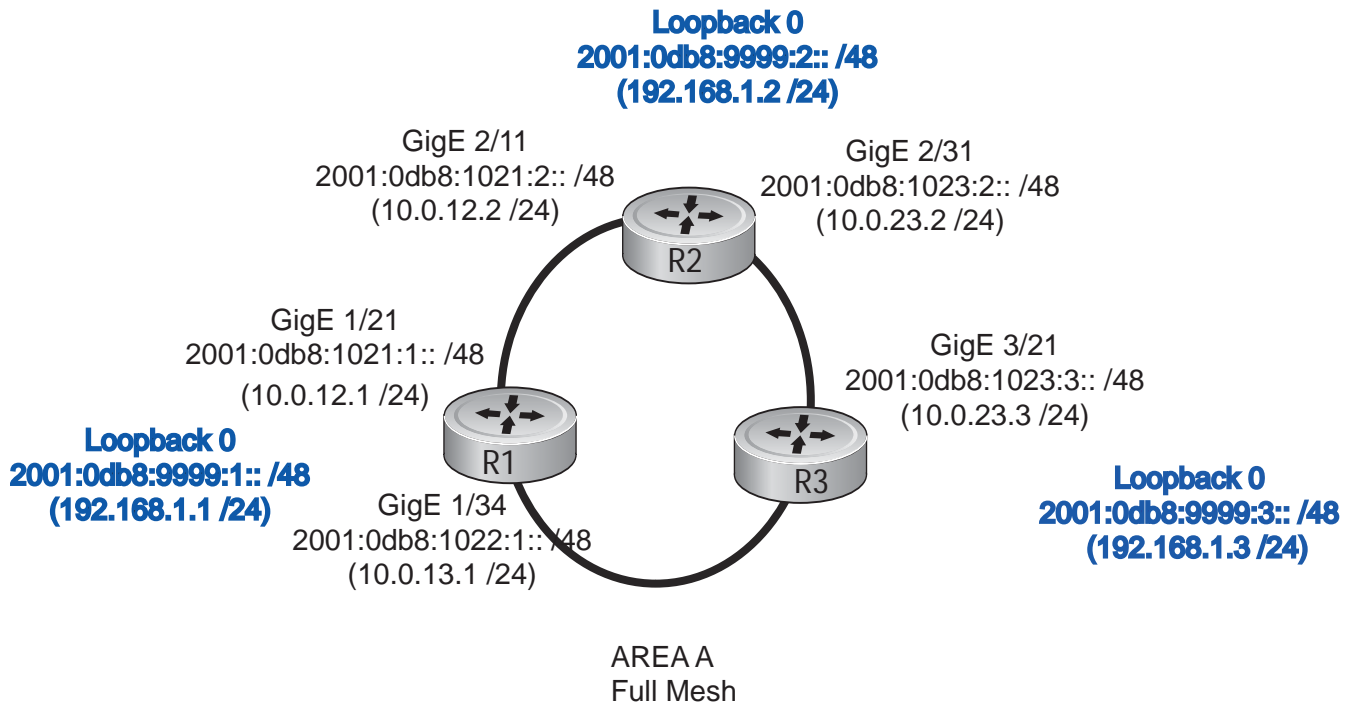 Loopback 0
2001:0db8:9999:2:: /48
(192.168.1.2 /24)
GigE 2/11
2001:0db8:1021:2:: /48
(10.0.12.2 /24)
GigE 2/31
2001:0db8:1023:2:: /48
(10.0.23.2 /24)
R2
GigE 1/21
2001:0db8:1021:1:: /48
(10.0.12.1 /24)
GigE 3/21
2001:0db8:1023:3:: /48
(10.0.23.3 /24)
Loopback 0
2001:0db8:9999:1:: /48
(192.168.1.1 /24)
R1
R3
GigE 1/34
2001:0db8:1022:1:: /48
(10.0.13.1 /24)
Loopback 0
2001:0db8:9999:3:: /48
(192.168.1.3 /24)
AREA A
Full Mesh